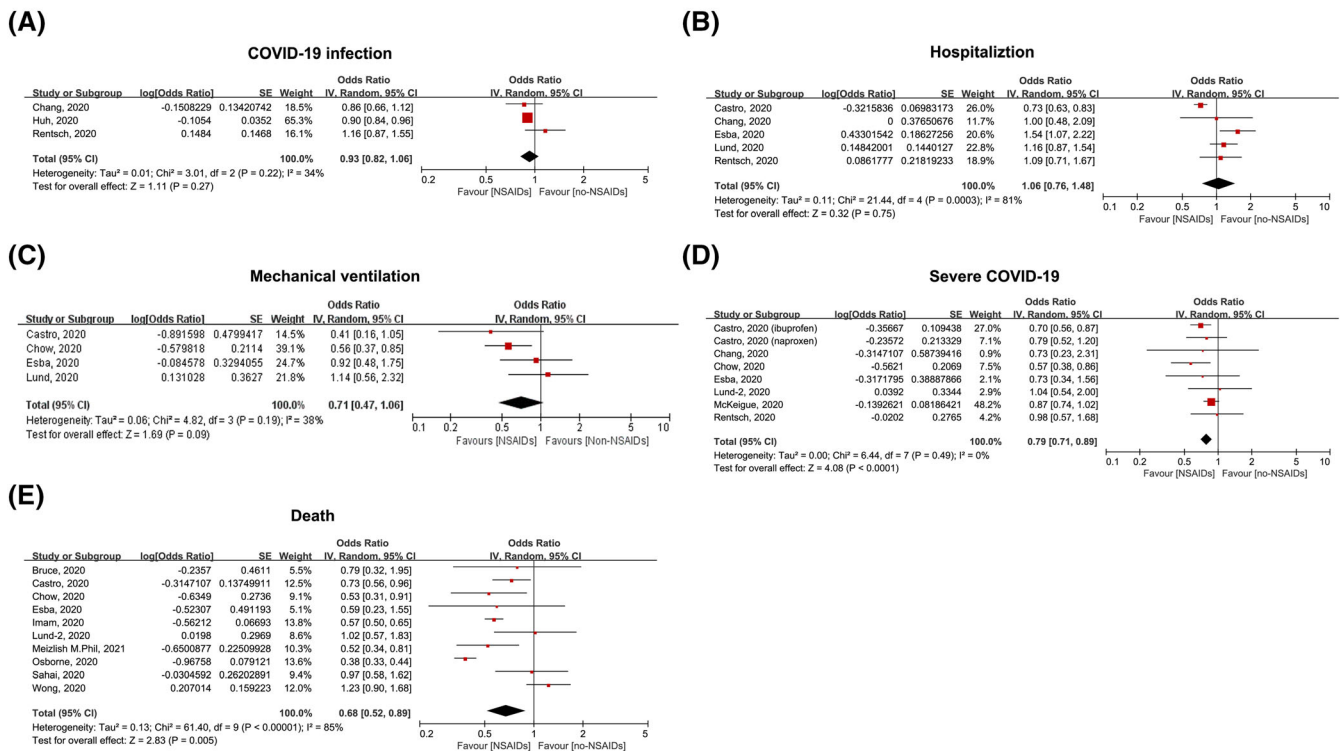 (A)
COVID-19 infection
Odds Ratio Odds Ratio
Study or Subgroup log[Odds Ratio] SE Weight IV, Random, 95% CI IV, Random, 95% CI
Chang, 2020 -0.1508229 0.13420742 18.5% 0.86 [0.66, 1.12]
Huh, 2020 -0.1054 0.0352 65.3% 0.90 [0.84, 0.96]
Rentsch, 2020 0.1484 0.1468 16.1% 1.16 [0.87, 1.55]
Total (95% CI) 100.0% 0.93 [0.82, 1.06]
Heterogeneity: Tau² = 0.01; Chi² = 3.01, df = 2 (P = 0.22); I² = 34%
Test for overall effect: Z = 1.11 (P = 0.27)
0.2 0.5 1 2 5
Favour [NSAIDs] Favour [no-NSAIDs]
(B)
Hospitaliztion
Odds Ratio Odds Ratio
Study or Subgroup log[Odds Ratio] SE Weight IV, Random, 95% CI IV, Random, 95% CI
Castro, 2020 -0.3215836 0.06983173 26.0% 0.73 [0.63, 0.83]
Chang, 2020 0 0.37650676 11.7% 1.00 [0.48, 2.09]
Esba, 2020 0.43301542 0.18627256 20.6% 1.54 [1.07, 2.22]
Lund, 2020 0.14842001 0.1440127 22.8% 1.16 [0.87, 1.54]
Rentsch, 2020 0.0861777 0.21819233 18.9% 1.09 [0.71, 1.67]
Total (95% CI) 100.0% 1.06 [0.76, 1.48]
Heterogeneity: Tau² = 0.11; Chi² = 21.44, df = 4 (P = 0.0003); I² = 81%
Test for overall effect: Z = 0.32 (P = 0.75)
0.1 0.2 0.5 1 2 5 10
Favour [NSAIDs] Favour [no-NSAIDs]
(C)
Mechanical ventilation
Odds Ratio Odds Ratio
Study or Subgroup log[Odds Ratio] SE Weight IV, Random, 95% CI IV, Random, 95% CI
Castro, 2020 -0.891598 0.4799417 14.5% 0.41 [0.16, 1.05]
Chow, 2020 -0.579818 0.2114 39.1% 0.56 [0.37, 0.85]
Esba, 2020 -0.084578 0.3294055 24.7% 0.92 [0.48, 1.75]
Lund, 2020 0.131028 0.3627 21.8% 1.14 [0.56, 2.32]
Total (95% CI) 100.0% 0.71 [0.47, 1.06]
Heterogeneity: Tau² = 0.06; Chi² = 4.82, df = 3 (P = 0.19); I² = 38%
Test for overall effect: Z = 1.69 (P = 0.09)
0.1 0.2 0.5 1 2 5 10
Favours [NSAIDs] Favours [Non-NSAIDs]
(D)
Severe COVID-19
Odds Ratio Odds Ratio
Study or Subgroup log[Odds Ratio] SE Weight IV, Random, 95% CI IV, Random, 95% CI
Castro, 2020 (ibuprofen) -0.35667 0.109438 27.0% 0.70 [0.56, 0.87]
Castro, 2020 (naproxen) -0.23572 0.213329 7.1% 0.79 [0.52, 1.20]
Chang, 2020 -0.3147107 0.58739416 0.9% 0.73 [0.23, 2.31]
Chow, 2020 -0.5621 0.2069 7.5% 0.57 [0.38, 0.86]
Esba, 2020 -0.3171795 0.38887866 2.1% 0.73 [0.34, 1.56]
Lund-2, 2020 0.0392 0.3344 2.9% 1.04 [0.54, 2.00]
McKeigue, 2020 -0.1392621 0.08186421 48.2% 0.87 [0.74, 1.02]
Rentsch, 2020 -0.0202 0.2765 4.2% 0.98 [0.57, 1.68]
Total (95% CI) 100.0% 0.79 [0.71, 0.89]
Heterogeneity: Tau² = 0.00; Chi² = 6.44, df = 7 (P = 0.49); I² = 0%
Test for overall effect: Z = 4.08 (P < 0.0001)
0.1 0.2 0.5 1 2 5 10
Favour [NSAIDs] Favour [no-NSAIDs]
(E)
Death
Odds Ratio Odds Ratio
Study or Subgroup log[Odds Ratio] SE Weight IV, Random, 95% CI IV, Random, 95% CI
Bruce, 2020 -0.2357 0.4611 5.5% 0.79 [0.32, 1.95]
Castro, 2020 -0.3147107 0.13749911 12.5% 0.73 [0.56, 0.96]
Chow, 2020 -0.6349 0.2736 9.1% 0.53 [0.31, 0.91]
Esba, 2020 -0.52307 0.491193 5.1% 0.59 [0.23, 1.55]
Imam, 2020 -0.56212 0.06693 13.8% 0.57 [0.50, 0.65]
Lund-2, 2020 0.0198 0.2969 8.6% 1.02 [0.57, 1.83]
Meizlish M.Phil, 2021 -0.6500877 0.22509928 10.3% 0.52 [0.34, 0.81]
Osborne, 2020 -0.96758 0.079121 13.6% 0.38 [0.33, 0.44]
Sahai, 2020 -0.0304592 0.26202891 9.4% 0.97 [0.58, 1.62]
Wong, 2020 0.207014 0.159223 12.0% 1.23 [0.90, 1.68]
Total (95% CI) 100.0% 0.68 [0.52, 0.89]
Heterogeneity: Tau² = 0.13; Chi² = 61.40, df = 9 (P < 0.00001); I² = 85%
Test for overall effect: Z = 2.83 (P = 0.005)
0.2 0.5 1 2 5
Favour [NSAIDs] Favour [no-NSAIDs]